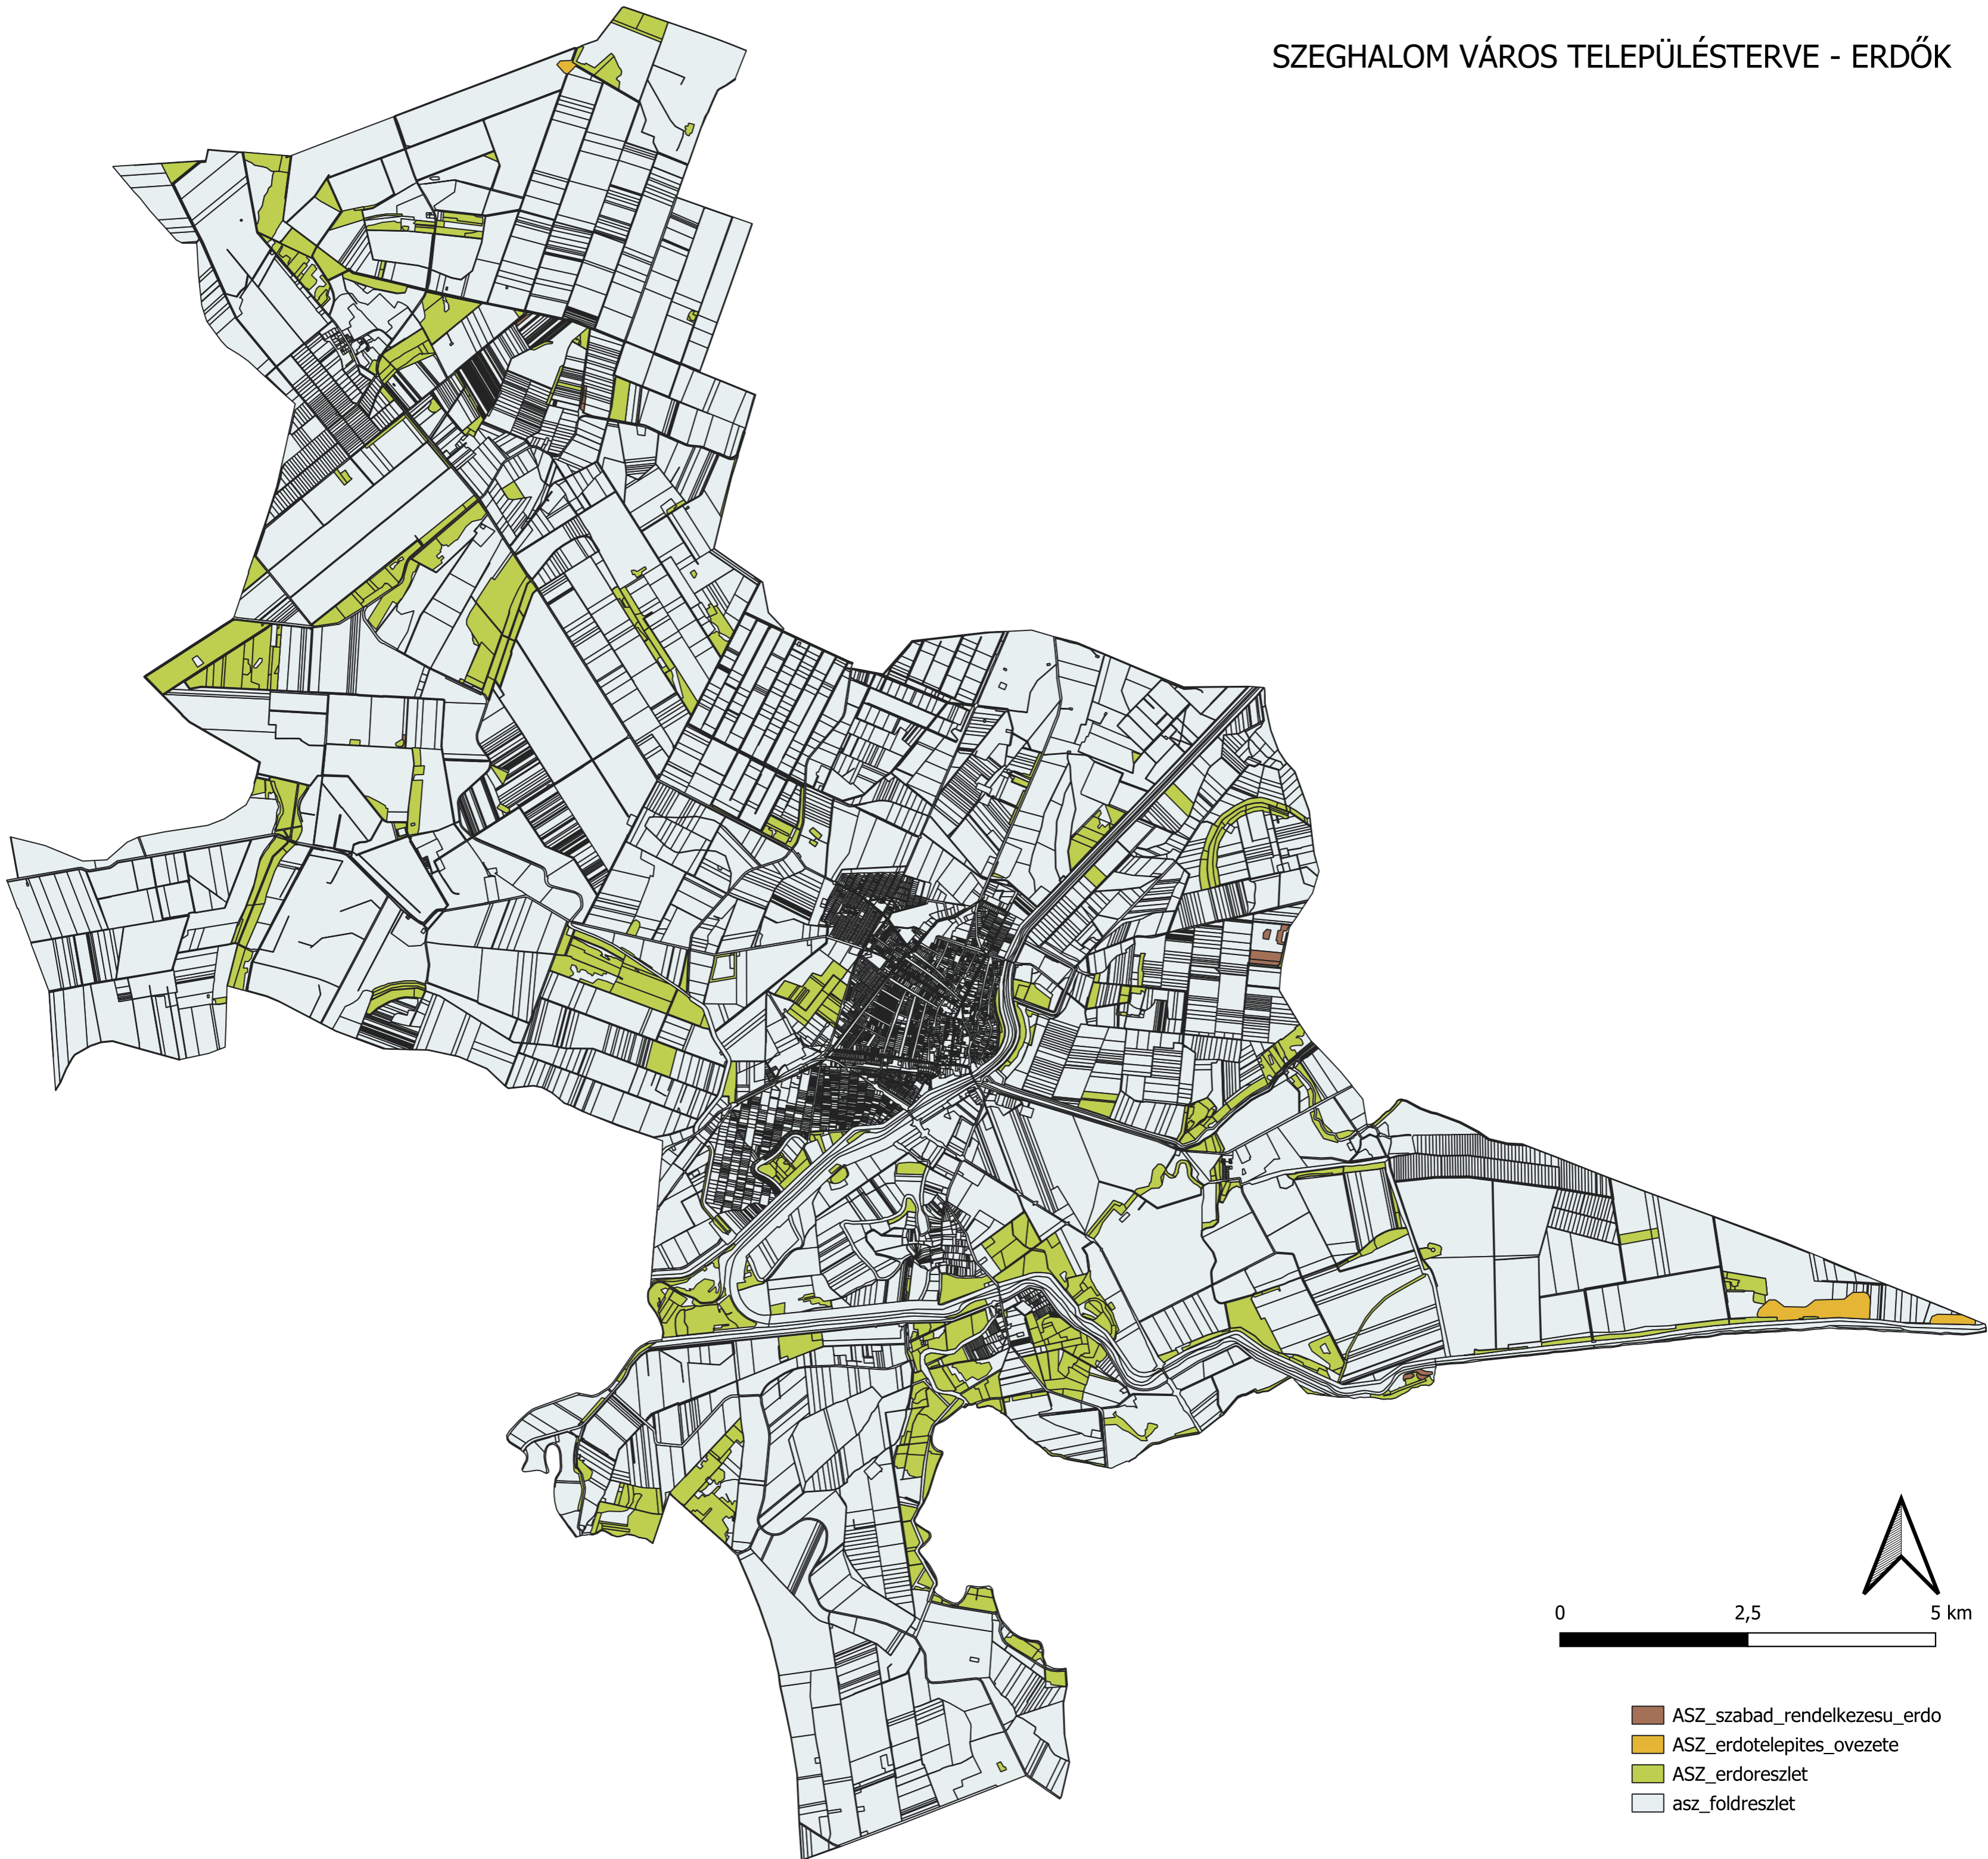 SZEGHALOM VÁROS TELEPÜLÉSTERVE - ERDŐK
0 2,5 5 km
ASZ_szabad_rendelkezesu_erdo
ASZ_erdotelepites_ovezete
ASZ_erdoreszlet
asz_foldreszlet